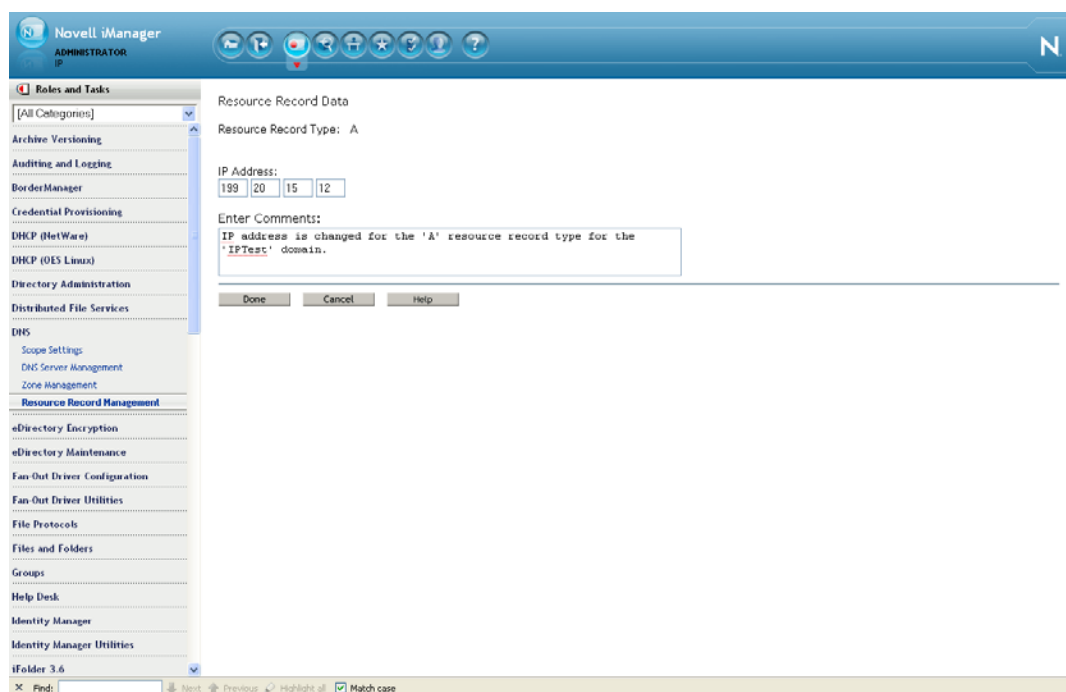 Novell iManager
ADMINISTRATOR
IP
N
Roles and Tasks
[All Categories]
Archive Versioning
Auditing and Logging
BorderManager
Credential Provisioning
DHCP (NetWare)
DHCP (OES Linux)
Directory Administration
Distributed File Services
DNS
Scope Settings
DNS Server Management
Zone Management
Resource Record Management
eDirectory Encryption
eDirectory Maintenance
Fan-Out Driver Configuration
Fan-Out Driver Utilities
File Protocols
Files and Folders
Groups
Help Desk
Identity Manager
Identity Manager Utilities
iFolder 3.6
Resource Record Data
Resource Record Type: A
IP Address:
199 20 15 12
Enter Comments:
IP address is changed for the 'A' resource record type for the
'IPTest' domain.
Done Cancel Help
X Find: Next Previous Highlight all Match case